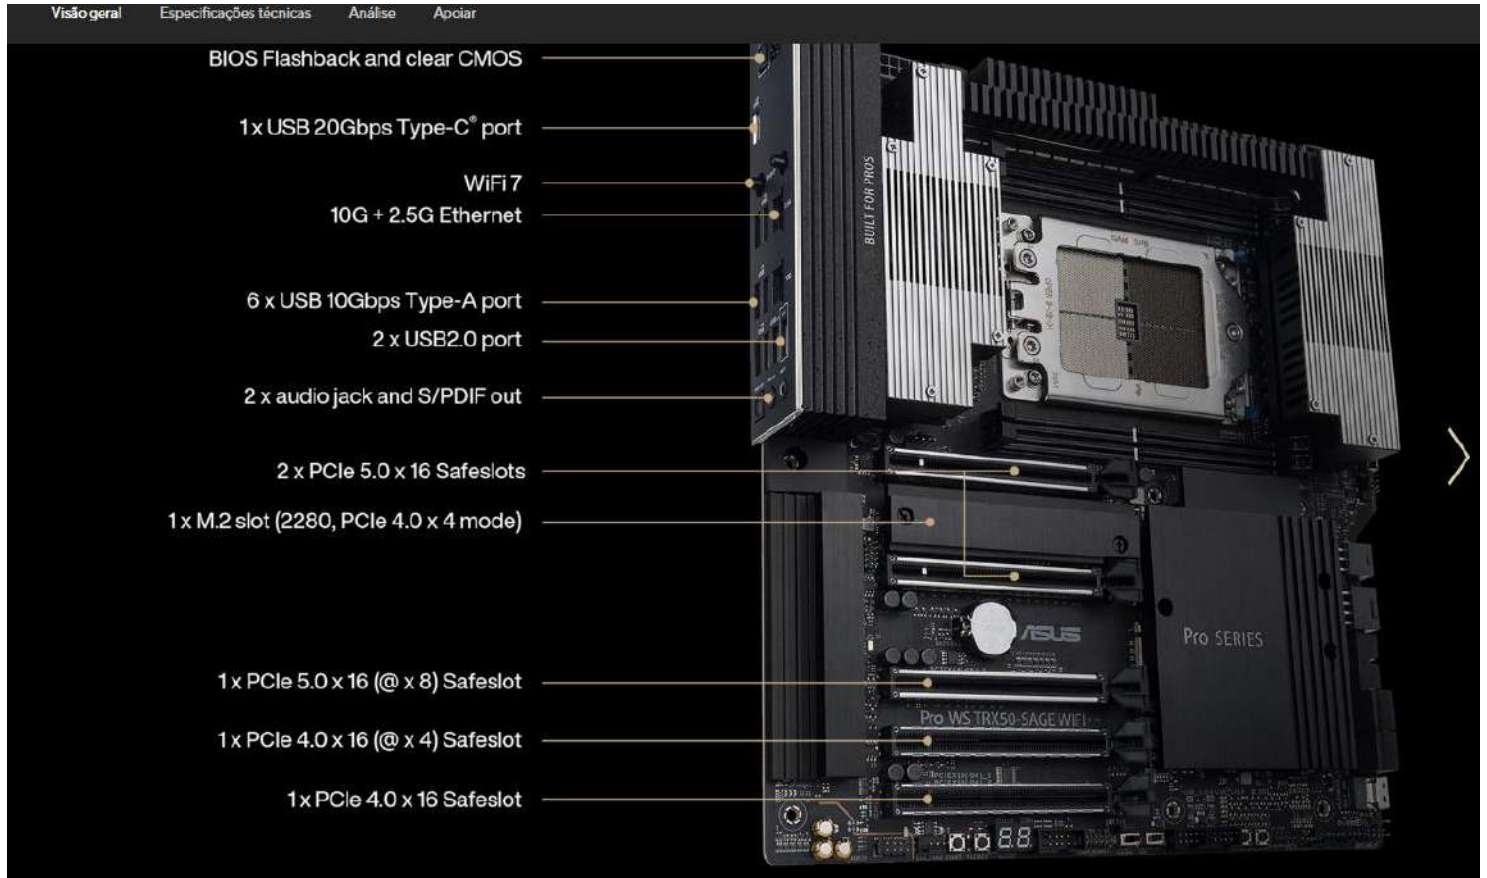 Visão geral Especificações técnicas Análise Apoiar
BIOS Flashback and clear CMOS
1 x USB 20Gbps Type-C® port
WiFi 7
10G + 2.5G Ethernet
6 x USB 10Gbps Type-A port
2 x USB2.0 port
2 x audio jack and S/PDIF out
2 x PCIe 5.0 x 16 Safeslots
1 x M.2 slot (2280, PCIe 4.0 x 4 mode)
1 x PCIe 5.0 x 16 (@ x 8) Safeslot
1 x PCIe 4.0 x 16 (@ x 4) Safeslot
1 x PCIe 4.0 x 16 Safeslot
BUILT FOR PROS
ASUS
Pro SERIES
Pro WS TRX50-SAGE WIFI
88